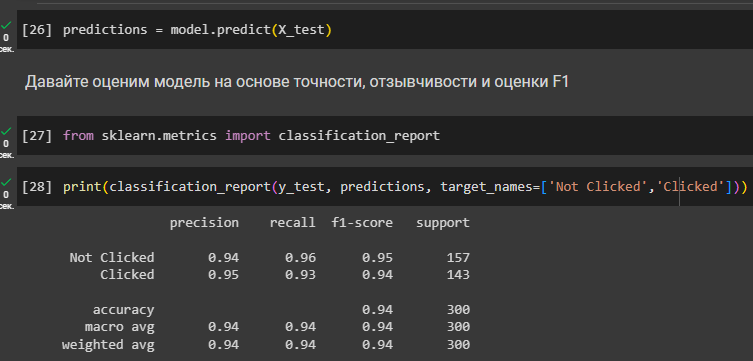 0
сек.
[26] predictions = model.predict(X_test)
Давайте оценим модель на основе точности, отзывчивости и оценки F1
0
сек.
[27] from sklearn.metrics import classification_report
0
сек.
[28] print(classification_report(y_test, predictions, target_names=['Not Clicked','Clicked']))
precision recall f1-score support
Not Clicked 0.94 0.96 0.95 157
Clicked 0.95 0.93 0.94 143
accuracy 0.94 300
macro avg 0.94 0.94 0.94 300
weighted avg 0.94 0.94 0.94 300